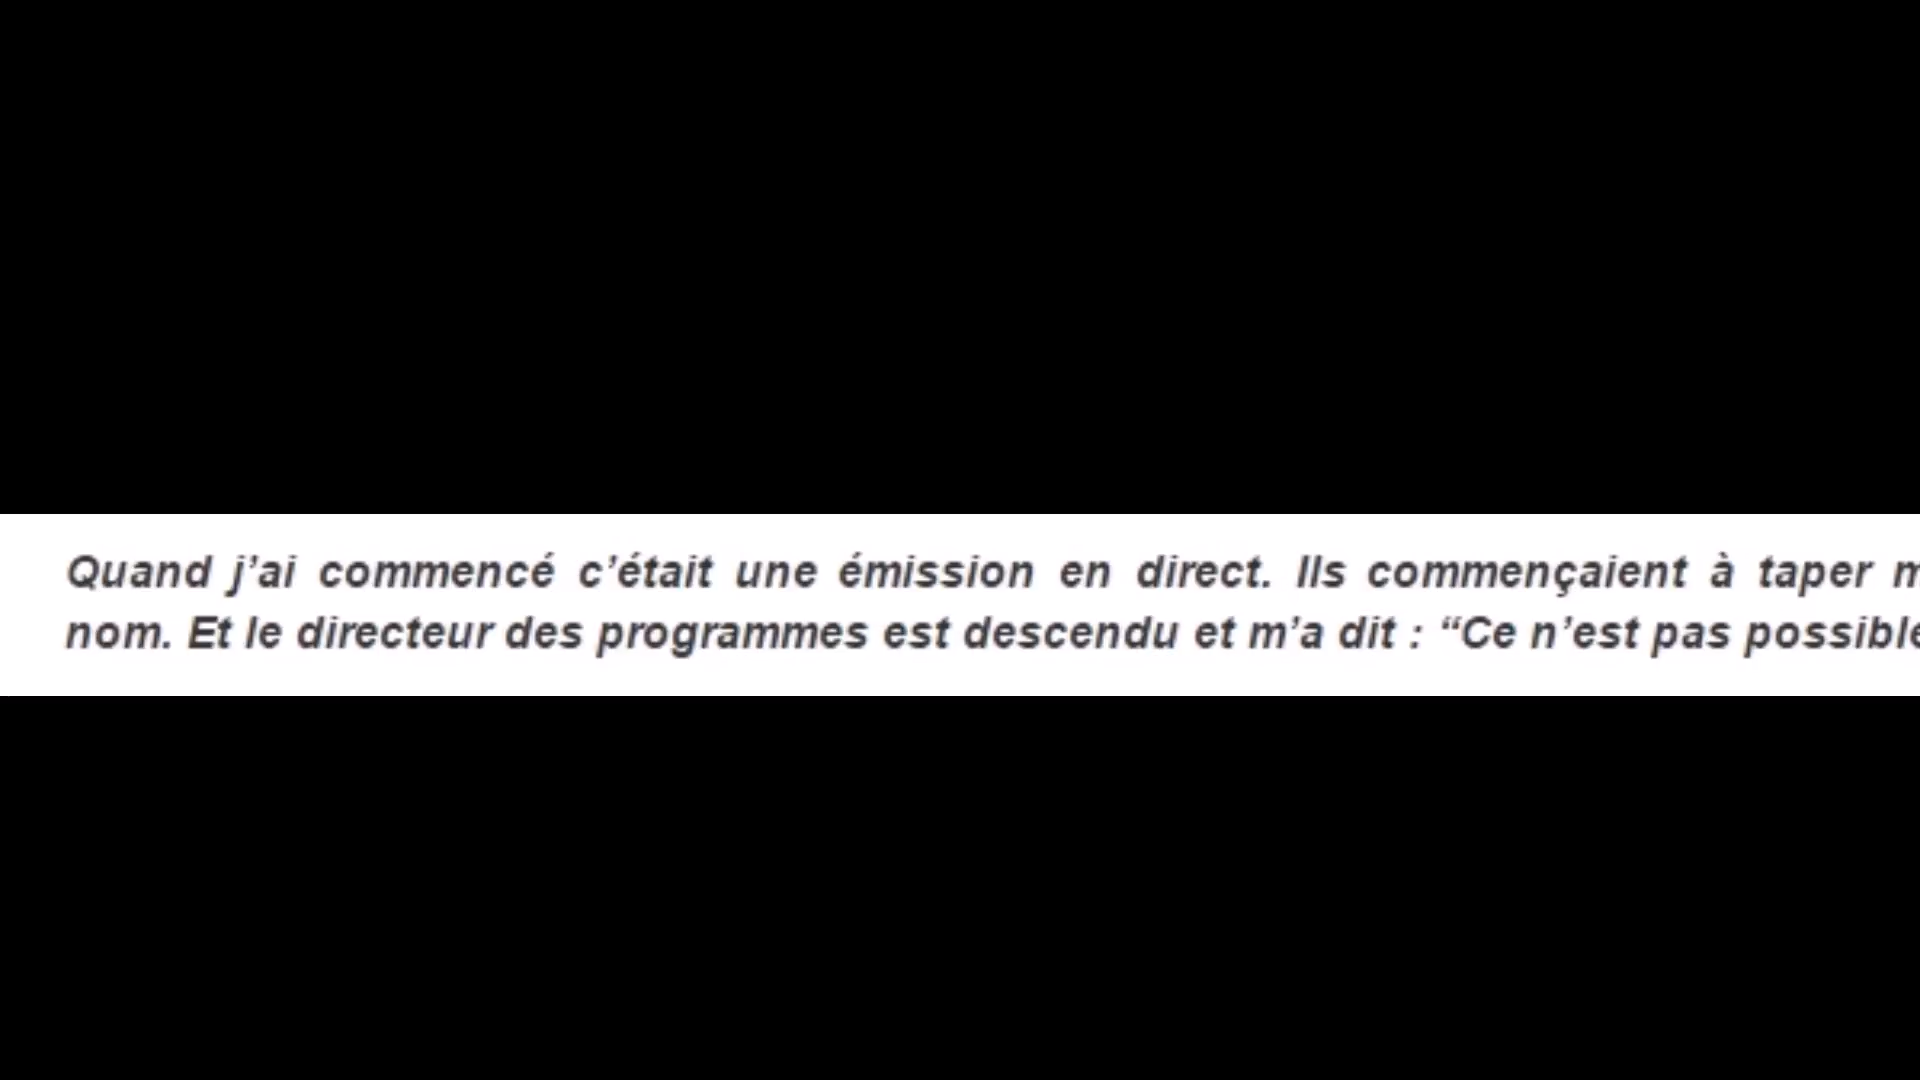 Quand j’ai commencé c’était une émission en direct. Ils commençaient à taper
nom. Et le directeur des programmes est descendu et m’a dit : “Ce n’est pas possible